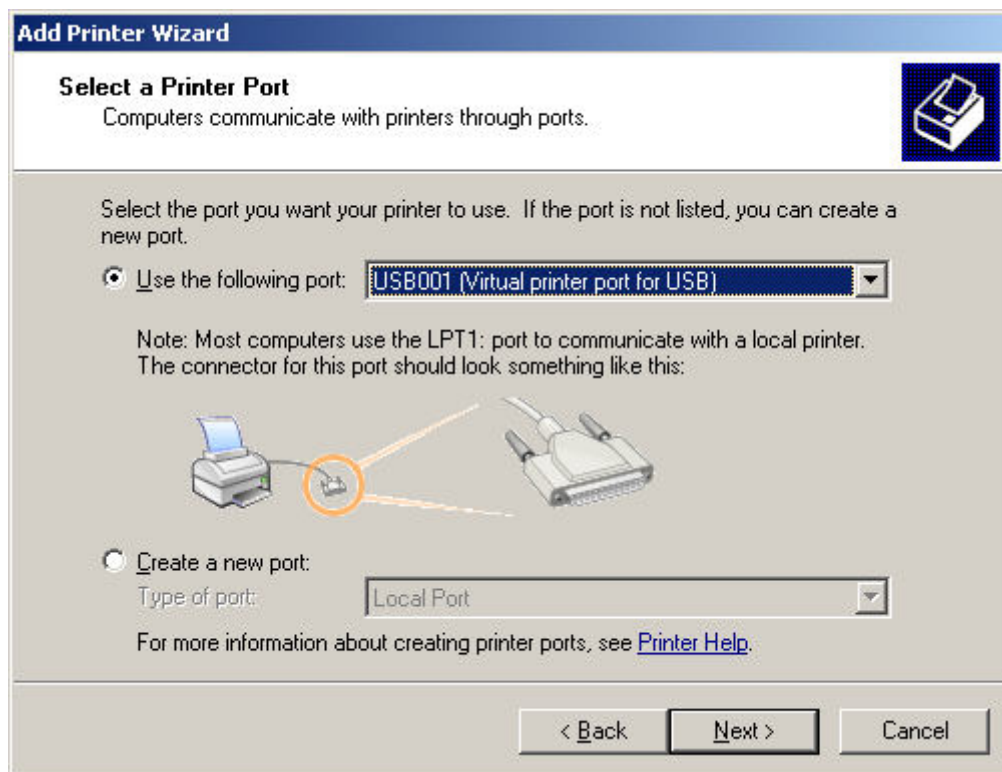 Add Printer Wizard
Select a Printer Port
Computers communicate with printers through ports.
Select the port you want your printer to use. If the port is not listed, you can create a
new port.
Use the following port: USB001 (Virtual printer port for USB)
Note: Most computers use the LPT1: port to communicate with a local printer.
The connector for this port should look something like this:
Create a new port:
Type of port: Local Port
For more information about creating printer ports, see Printer Help.
< Back Next > Cancel